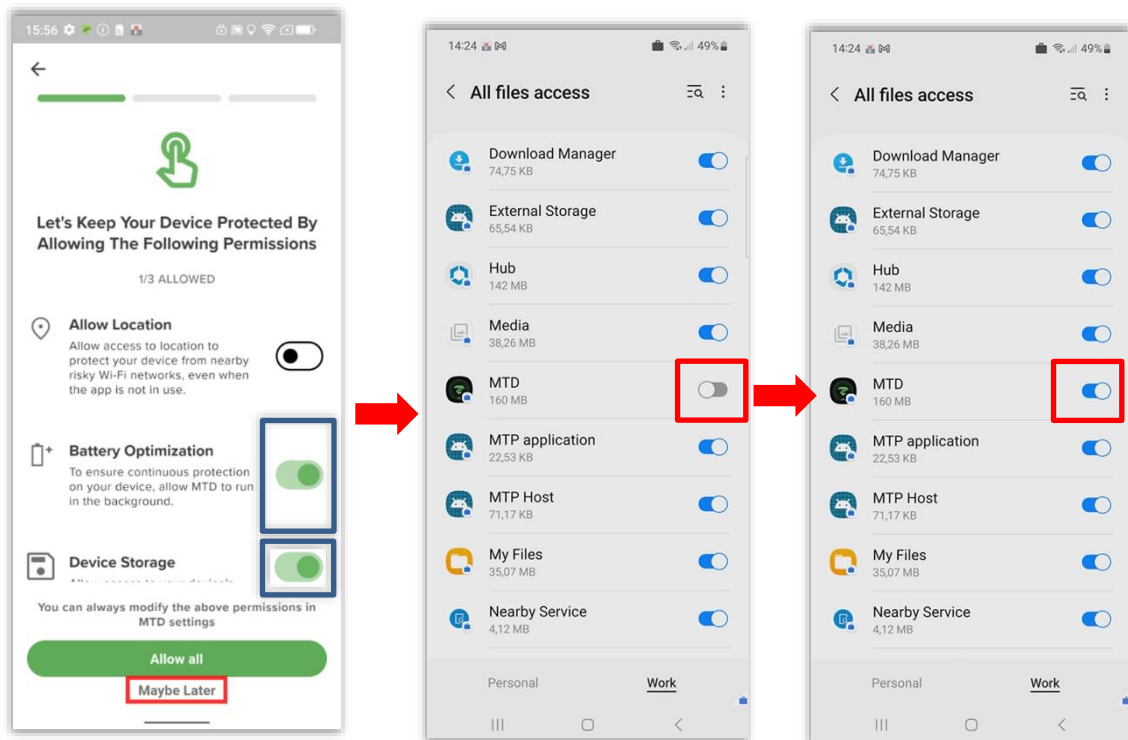 15:56
Let's Keep Your Device Protected By
Allowing The Following Permissions
1/3 ALLOWED
Allow Location
Allow access to location to
protect your device from nearby
risky Wi-Fi networks, even when
the app is not in use.
Battery Optimization
To ensure continuous protection
on your device, allow MTD to run
in the background.
Device Storage
You can always modify the above permissions in
MTD settings
Allow all
Maybe Later
14:24 49%
All files access
Download Manager
74,75 KB
External Storage
65,54 KB
Hub
142 MB
Media
38,26 MB
MTD
160 MB
MTP application
22,53 KB
MTP Host
71,17 KB
My Files
35,07 MB
Nearby Service
4,12 MB
Personal Work
14:24 49%
All files access
Download Manager
74,75 KB
External Storage
65,54 KB
Hub
142 MB
Media
38,26 MB
MTD
160 MB
MTP application
22,53 KB
MTP Host
71,17 KB
My Files
35,07 MB
Nearby Service
4,12 MB
Personal Work